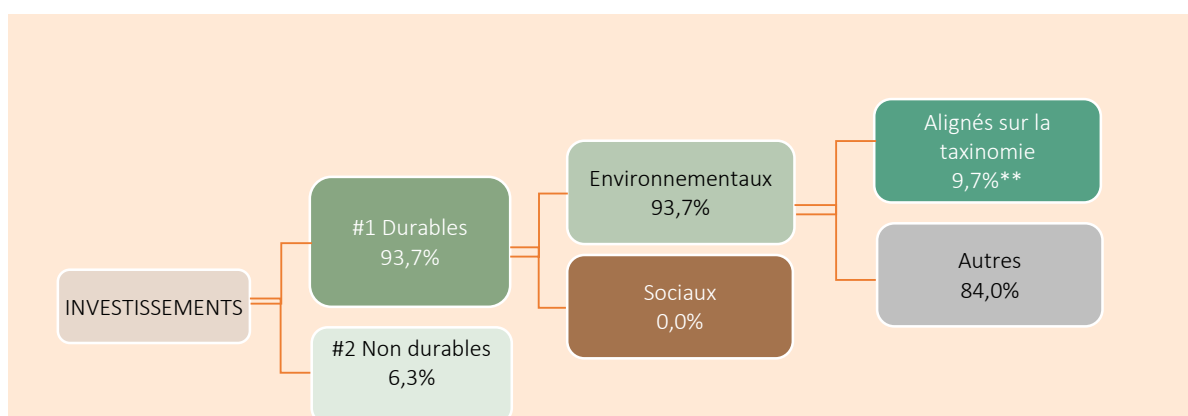 INVESTISSEMENTS
#1 Durables
93,7%
#2 Non durables
6,3%
Environnementaux
93,7%
Sociaux
0,0%
Alignés sur la
taxinomie
9,7%**
Autres
84,0%